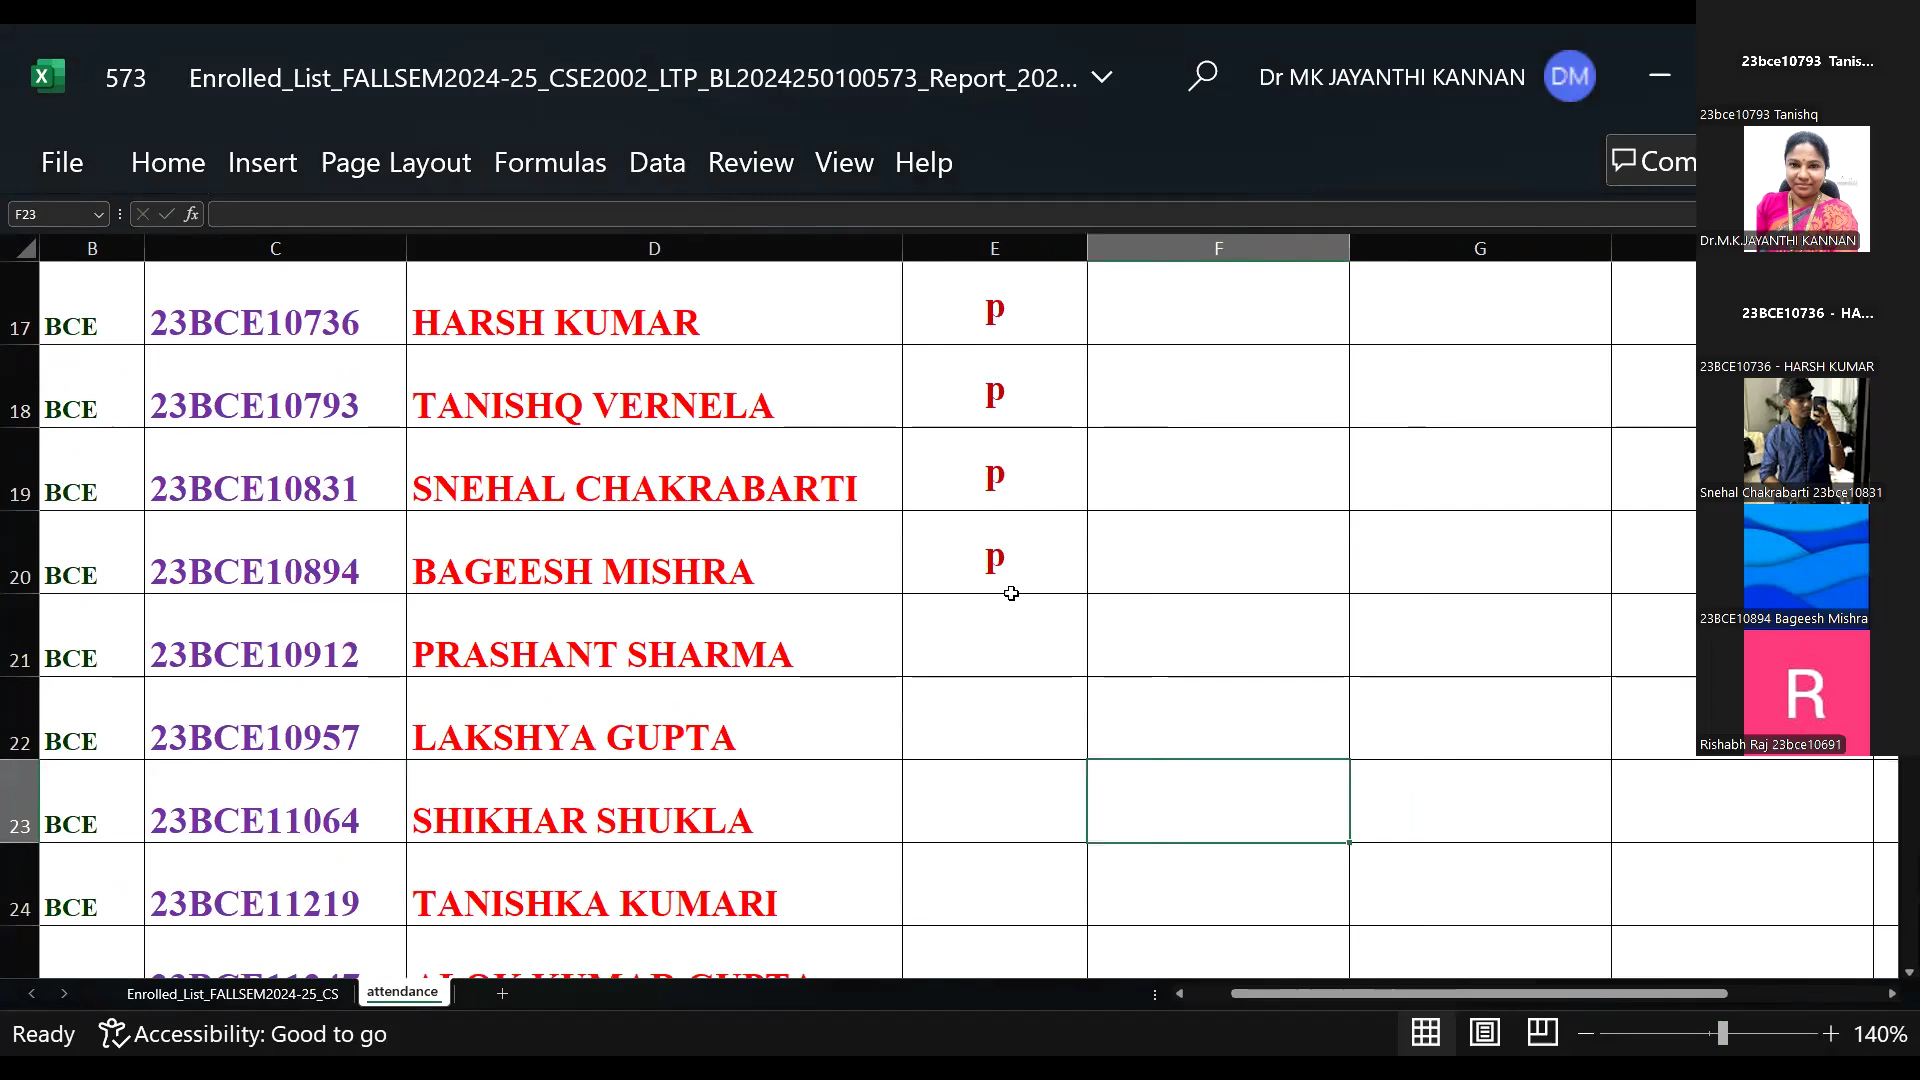 573 Enrolled_List_FALLSEM2024-25_CSE2002_LTP_BL2024250100573_Report_202... Dr MK JAYANTHI KANNAN DM
File Home Insert Page Layout Formulas Data Review View Help Com
F23 fx
B C D E F G
17 BCE 23BCE10736 HARSH KUMAR p
18 BCE 23BCE10793 TANISHQ VERNELA p
19 BCE 23BCE10831 SNEHAL CHAKRABARTI p
20 BCE 23BCE10894 BAGEESH MISHRA p
21 BCE 23BCE10912 PRASHANT SHARMA
22 BCE 23BCE10957 LAKSHYA GUPTA
23 BCE 23BCE11064 SHIKHAR SHUKLA
24 BCE 23BCE11219 TANISHKA KUMARI
Enrolled_List_FALLSEM2024-25_CS attendance
Ready Accessibility: Good to go 140%
23bce10793 Tanis...
23bce10793 Tanishq
Dr.M.K.JAYANTHI KANNAN
23BCE10736 - HA...
23BCE10736 - HARSH KUMAR
Snehal Chakrabarti 23bce10831
23BCE10894 Bageesh Mishra
R
Rishabh Raj 23bce10691